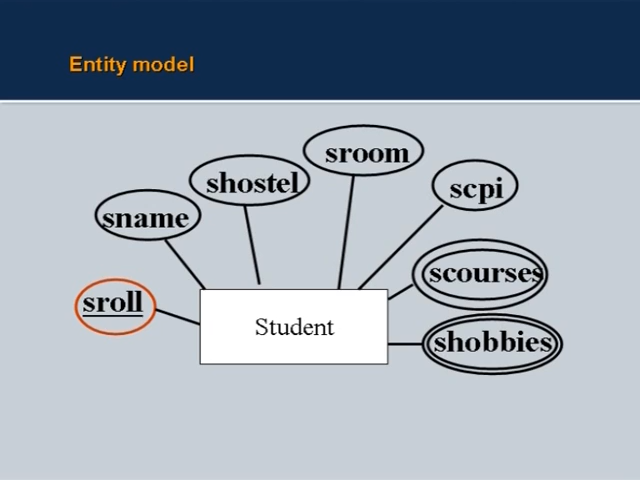 Entity model
sroom
shostel
scpi
sname
scourses
sroll
Student
shobbies